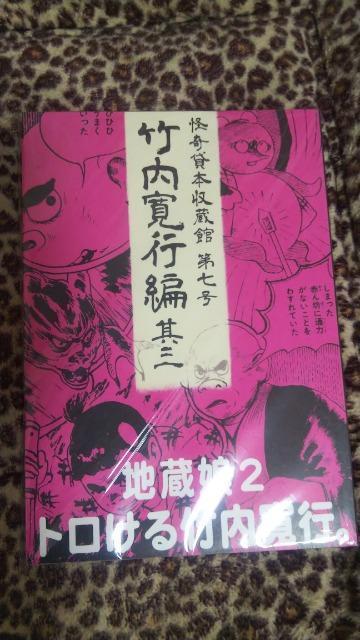 怪奇貸本収蔵館 第七号
竹内寛行編 其三
しまった
赤ん坊に通力
がないことを
わすれていた
地蔵娘2
トロける竹内寛行。